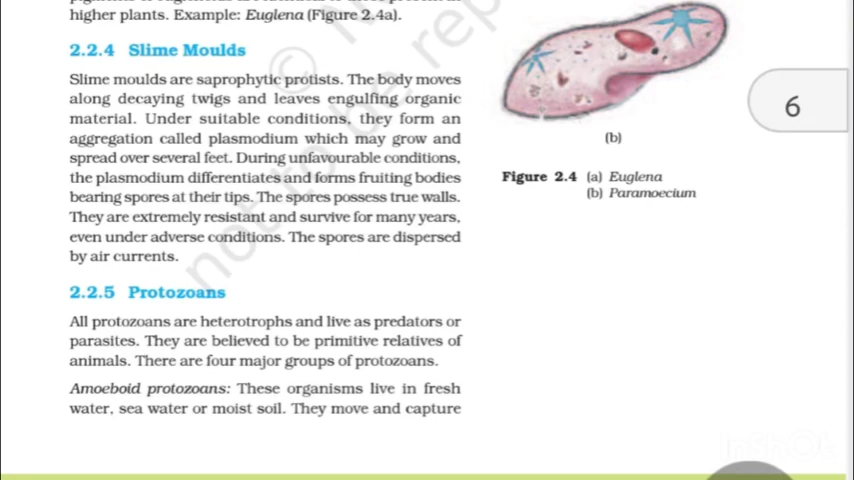 higher plants. Example: Euglena (Figure 2.4a).
2.2.4 Slime Moulds
Slime moulds are saprophytic protists. The body moves
along decaying twigs and leaves engulfing organic
material. Under suitable conditions, they form an
aggregation called plasmodium which may grow and
spread over several feet. During unfavourable conditions,
the plasmodium differentiates and forms fruiting bodies
bearing spores at their tips. The spores possess true walls.
They are extremely resistant and survive for many years,
even under adverse conditions. The spores are dispersed
by air currents.
2.2.5 Protozoans
All protozoans are heterotrophs and live as predators or
parasites. They are believed to be primitive relatives of
animals. There are four major groups of protozoans.
Amoeboid protozoans: These organisms live in fresh
water, sea water or moist soil. They move and capture
(b)
Figure 2.4 (a) Euglena
(b) Paramoecium
6
© N
not to be rep
InShOt